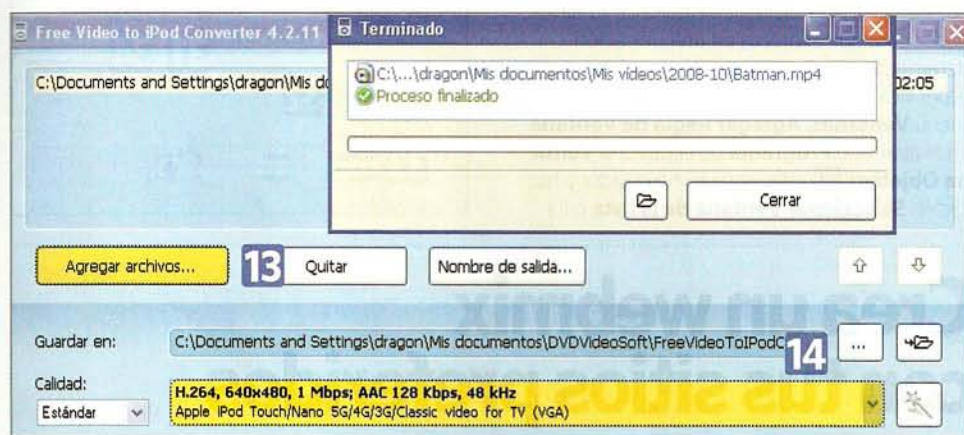 Free Video to iPod Converter 4.2.11
Terminado
C:\Documents and Settings\dragon\Mis do
02:05
C:\...\dragon\Mis documentos\Mis vídeos\2008-10\Batman.mp4
Proceso finalizado
Cerrar
Agregar archivos...
13
Quitar
Nombre de salida...
Guardar en:
C:\Documents and Settings\dragon\Mis documentos\DVDVideoSoft\FreeVideoToIPodC
14
...
Calidad:
Estándar
H.264, 640x480, 1 Mbps; AAC 128 Kbps, 48 kHz
Apple iPod Touch/Nano 5G/4G/3G/Classic video for TV (VGA)